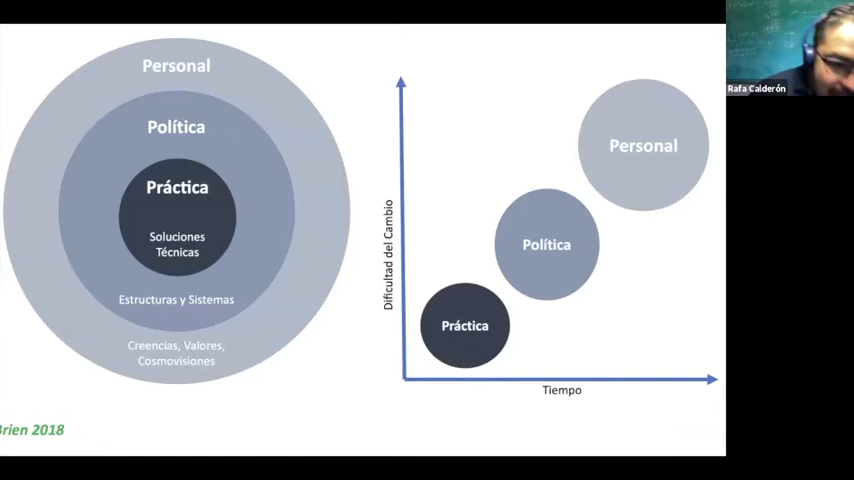 Personal
Política
Práctica
Soluciones
Técnicas
Estructuras y Sistemas
Creencias, Valores,
Cosmovisiones
Dificultad del Cambio
Personal
Política
Práctica
Tiempo
Brien 2018
Rafa Calderón